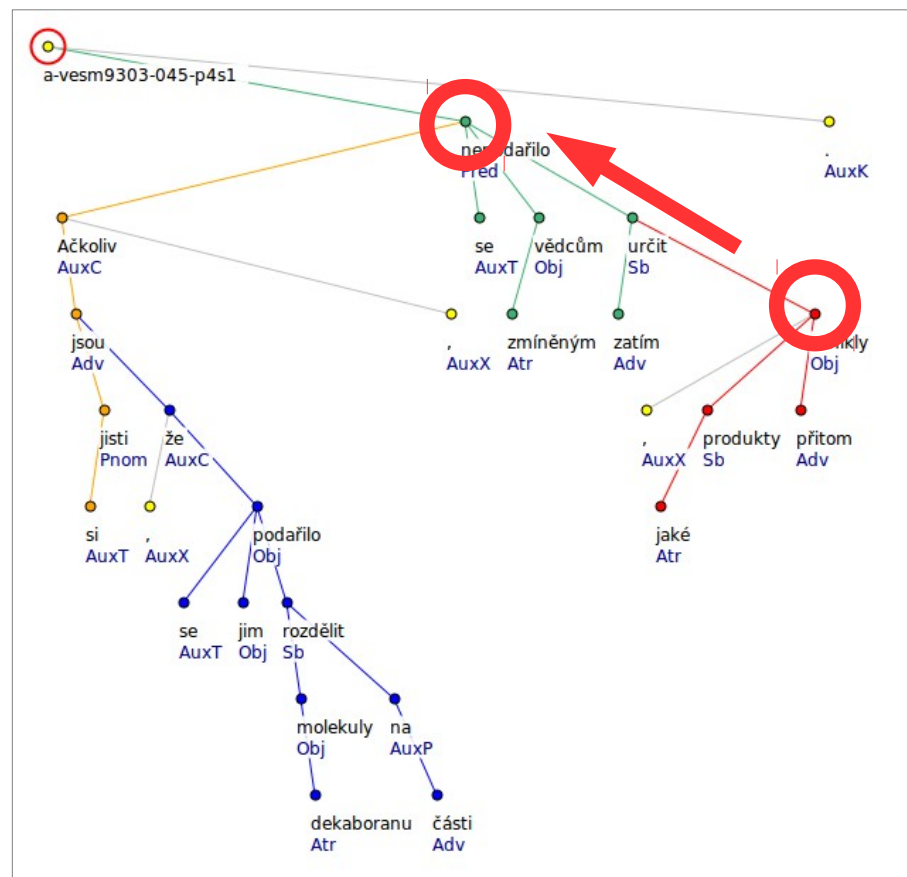 a-vesm9303-045-p4s1
nepodařilo
Pred
.
AuxK
Ačkoliv
AuxC
se
AuxT
vědcům
Obj
určit
Sb
jsou
Adv
,
AuxX
zmíněným
Atr
zatím
Adv
Obj
jisti
Pnom
že
AuxC
,
AuxX
produkty
Sb
přitom
Adv
si
AuxT
,
AuxX
podařilo
Obj
jaké
Atr
se
AuxT
jim
Obj
rozdělit
Sb
molekuly
Obj
na
AuxP
dekaboranu
Atr
části
Adv